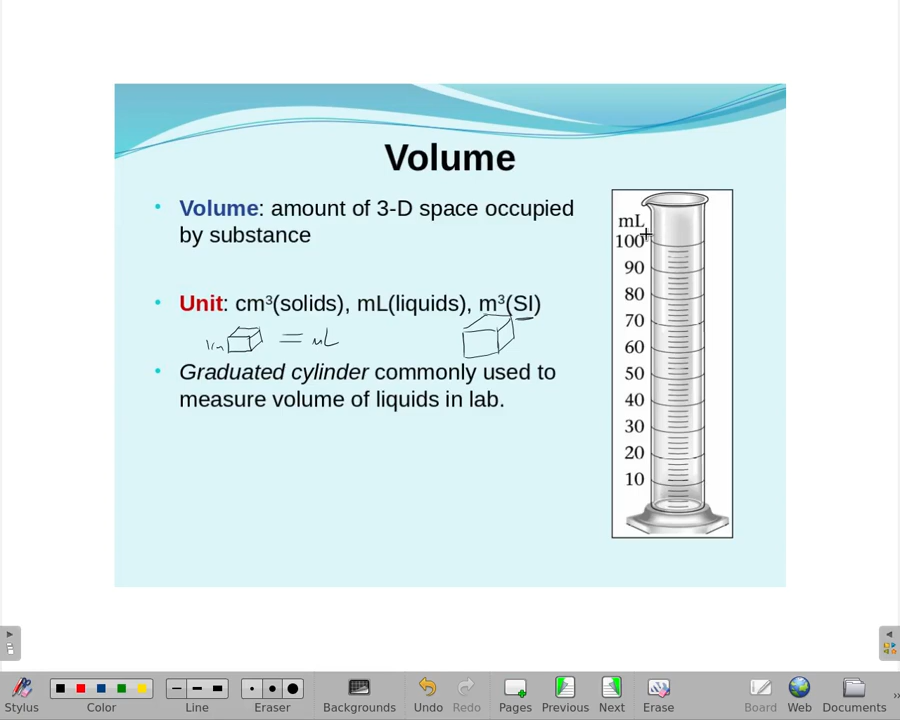 Volume
Volume: amount of 3-D space occupied
by substance
Unit: cm³(solids), mL(liquids), m³(SI)
= mL
Graduated cylinder commonly used to
measure volume of liquids in lab.
mL
100
90
80
70
60
50
40
30
20
10
Stylus Color Line Eraser Backgrounds Undo Redo Pages Previous Next Erase Board Web Documents